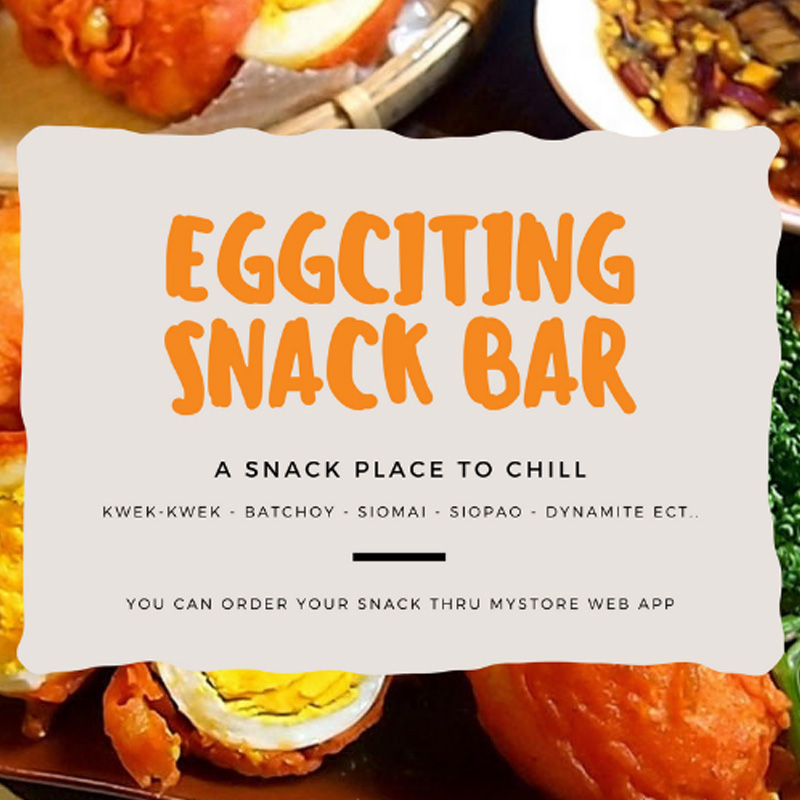 EGGCITING
SNACK BAR
A SNACK PLACE TO CHILL
KWEK-KWEK - BATCHOY - SIOMAI - SIOPAO - DYNAMITE ECT..
YOU CAN ORDER YOUR SNACK THRU MYSTORE WEB APP